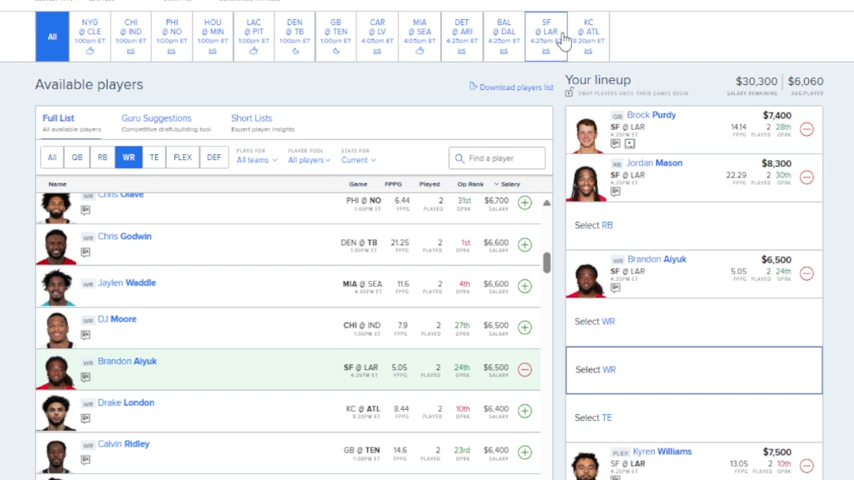 All
NYG
@ CLE
1:00pm ET
CHI
@ IND
1:00pm ET
PHI
@ NO
1:00pm ET
HOU
@ MIN
1:00pm ET
LAC
@ PIT
1:00pm ET
DEN
@ TB
1:00pm ET
GB
@ TEN
1:00pm ET
CAR
@ LV
4:05pm ET
MIA
@ SEA
4:05pm ET
DET
@ ARI
4:25pm ET
BAL
@ DAL
4:25pm ET
SF
@ LAR
4:25pm ET
KC
@ ATL
8:20pm ET
Available players
Download players list
Full List
All available players
Guru Suggestions
Competitive draft-building tool
Short Lists
Expert player insights
All QB RB WR TE FLEX DEF
PLAYS FOR
All teams
PLAYER POOL
All players
STATS FOR
Current
Find a player
Name Game FPPG Played Op Rank Salary
WR Chris Olave PHI @ NO 6.44 2 31st $6,700
1:00PM ET FPPG PLAYED OPRK SALARY
WR Chris Godwin DEN @ TB 21.25 2 1st $6,600
1:00PM ET FPPG PLAYED OPRK SALARY
WR Jaylen Waddle MIA @ SEA 11.6 2 4th $6,600
4:05PM ET FPPG PLAYED OPRK SALARY
WR DJ Moore CHI @ IND 7.9 2 27th $6,500
1:00PM ET FPPG PLAYED OPRK SALARY
WR Brandon Aiyuk SF @ LAR 5.05 2 24th $6,500
4:25PM ET FPPG PLAYED OPRK SALARY
WR Drake London KC @ ATL 8.44 2 10th $6,400
8:20PM ET FPPG PLAYED OPRK SALARY
WR Calvin Ridley GB @ TEN 14.6 2 23rd $6,400
1:00PM ET FPPG PLAYED OPRK SALARY
Your lineup
SWAP PLAYERS UNTIL THEIR GAMES BEGIN
$30,300 $6,060
SALARY REMAINING AVG/PLAYER
QB Brock Purdy $7,400
SF @ LAR 14.14 2 28th
4:25PM ET FPPG PLAYED OPRK
RB Jordan Mason $8,300
SF @ LAR 22.29 2 30th
4:25PM ET FPPG PLAYED OPRK
Select RB
WR Brandon Aiyuk $6,500
SF @ LAR 5.05 2 24th
4:25PM ET FPPG PLAYED OPRK
Select WR
Select WR
Select TE
FLEX Kyren Williams $7,500
SF @ LAR 13.05 2 10th
4:25PM ET FPPG PLAYED OPRK